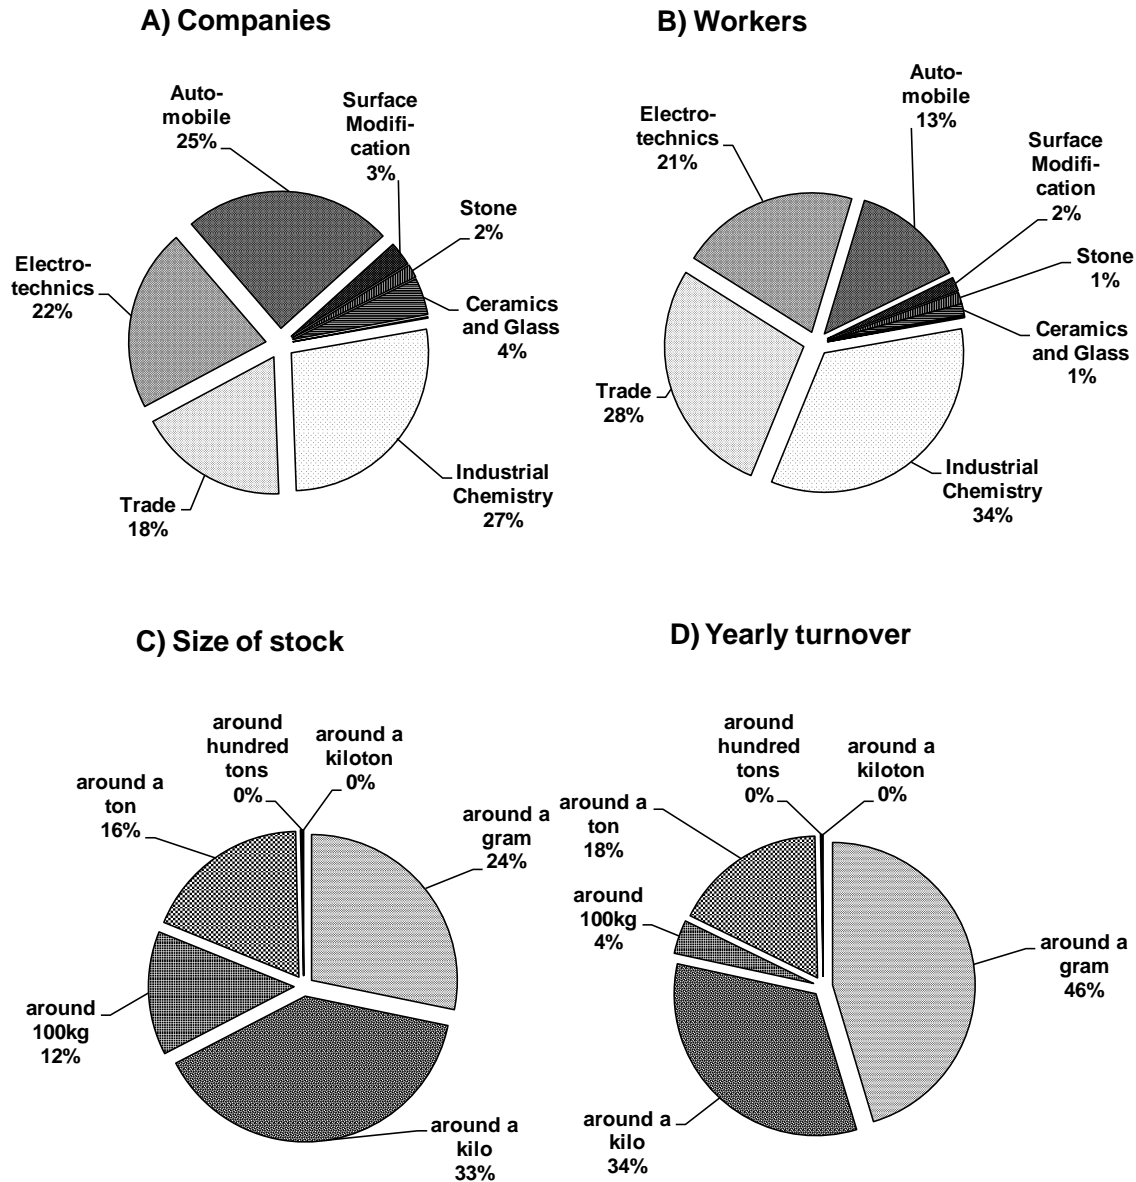 A) Companies
Auto-
mobile
25%
Surface
Modifi-
cation
3%
Stone
2%
Ceramics
and Glass
4%
Industrial
Chemistry
27%
Trade
18%
Electro-
technics
22%
B) Workers
Auto-
mobile
13%
Surface
Modifi-
cation
2%
Stone
1%
Ceramics
and Glass
1%
Industrial
Chemistry
34%
Trade
28%
Electro-
technics
21%
C) Size of stock
around
hundred
tons
0%
around a
kiloton
0%
around a
gram
24%
around a
kilo
33%
around
100kg
12%
around a
ton
16%
D) Yearly turnover
around
hundred
tons
0%
around a
kiloton
0%
around a
gram
46%
around a
kilo
34%
around
100kg
4%
around a
ton
18%